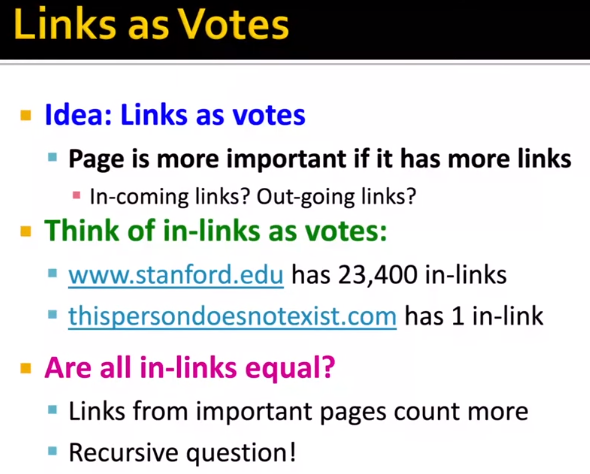 Links as Votes
Idea: Links as votes
Page is more important if it has more links
In-coming links? Out-going links?
Think of in-links as votes:
www.stanford.edu has 23,400 in-links
thispersondoesnotexist.com has 1 in-link
Are all in-links equal?
Links from important pages count more
Recursive question!